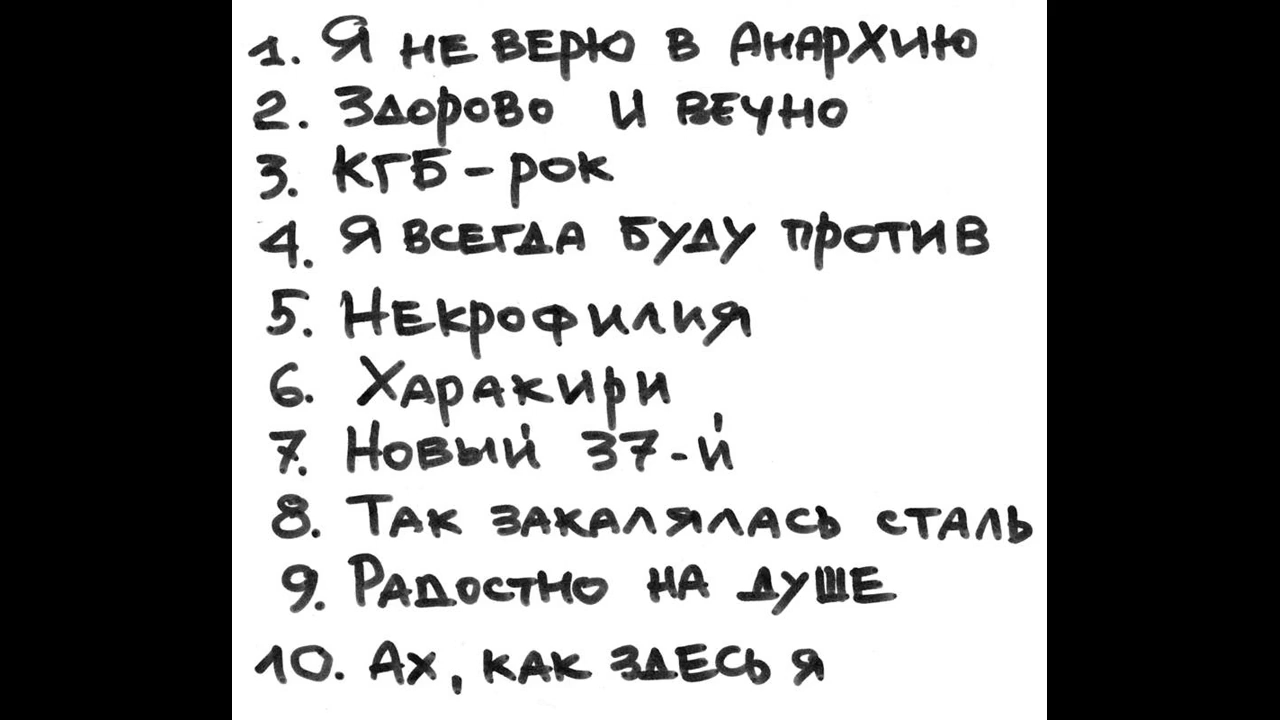 1. Я не верю в Анархию
2. Здорово и вечно
3. КГБ - рок
4. Я всегда буду против
5. Некрофилия
6. Харакири
7. Новый 37-й
8. Так закалялась сталь
9. Радостно на душе
10. Ах, как здесь я